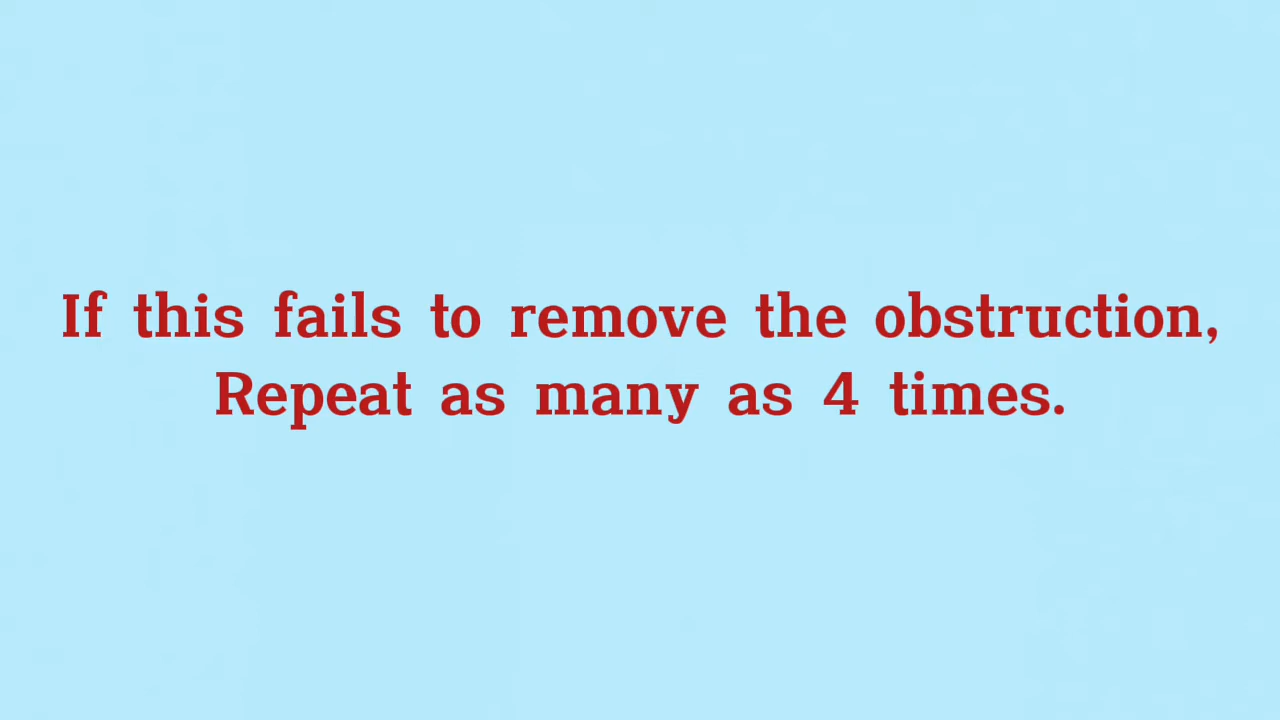 If this fails to remove the obstruction,
Repeat as many as 4 times.